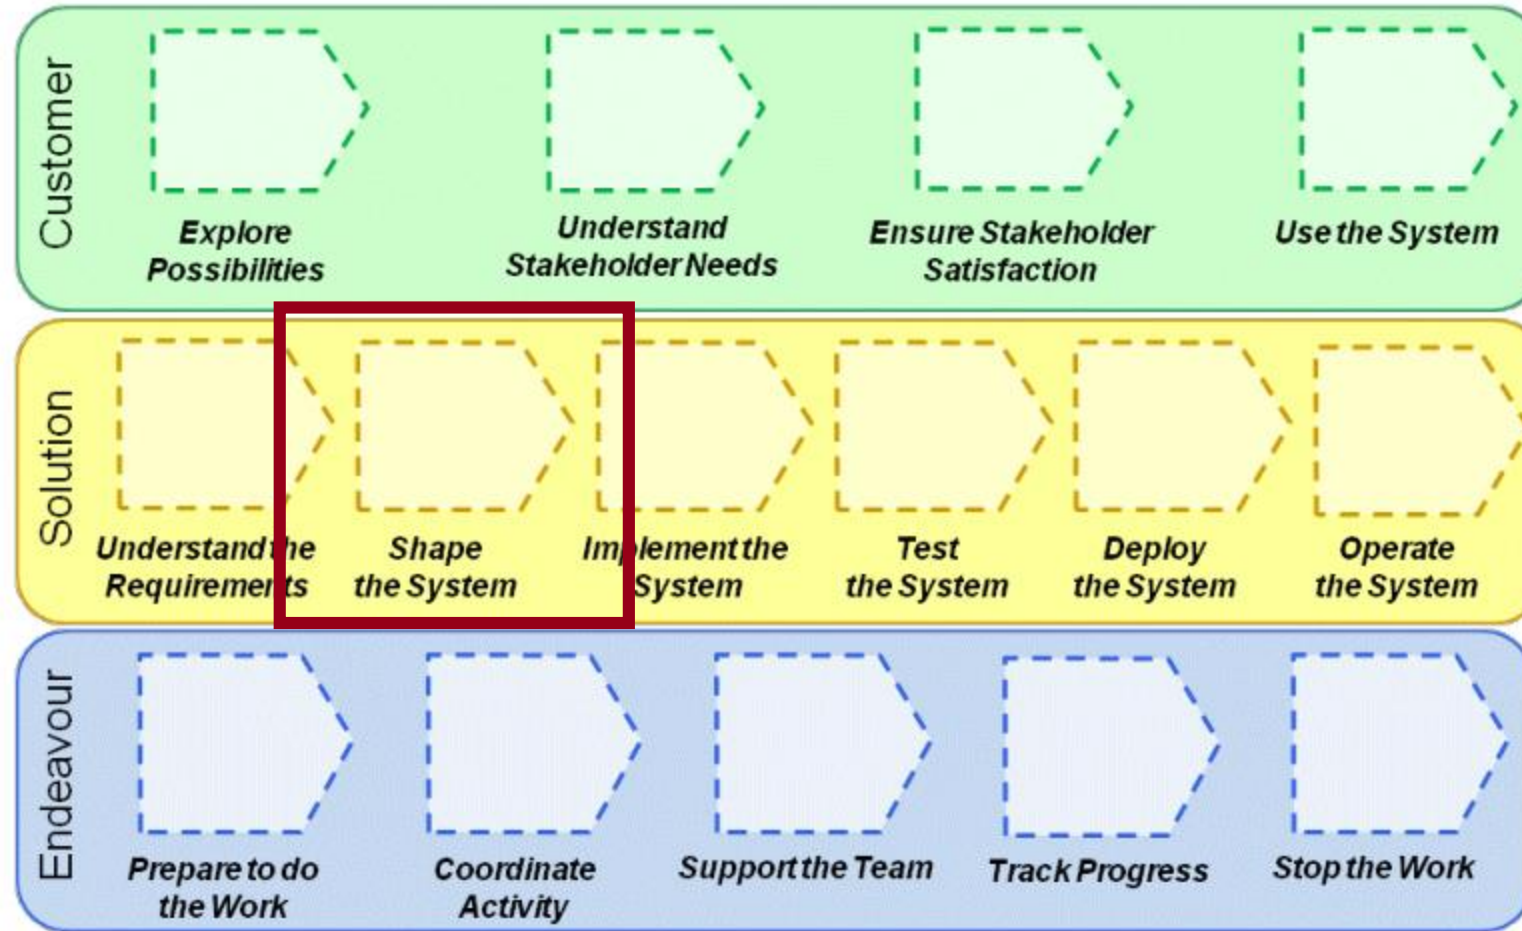 Customer
Explore
Possibilities
Understand
Stakeholder Needs
Ensure Stakeholder
Satisfaction
Use the System
Solution
Understand the
Requirements
Shape
the System
Implement the
System
Test
the System
Deploy
the System
Operate
the System
Endeavour
Prepare to do
the Work
Coordinate
Activity
Support the Team
Track Progress
Stop the Work